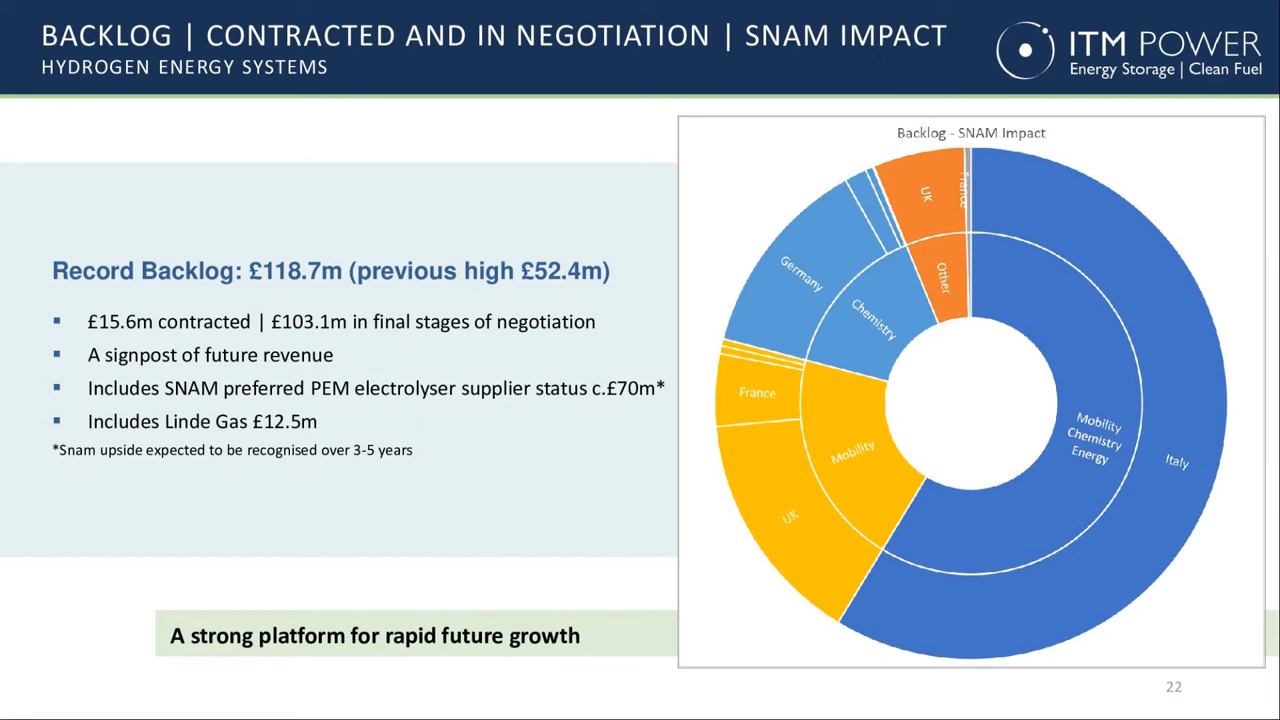 BACKLOG | CONTRACTED AND IN NEGOTIATION | SNAM IMPACT
HYDROGEN ENERGY SYSTEMS
ITM POWER
Energy Storage | Clean Fuel
Record Backlog: £118.7m (previous high £52.4m)
▪ £15.6m contracted | £103.1m in final stages of negotiation
▪ A signpost of future revenue
▪ Includes SNAM preferred PEM electrolyser supplier status c.£70m*
▪ Includes Linde Gas £12.5m
*Snam upside expected to be recognised over 3-5 years
A strong platform for rapid future growth
Backlog - SNAM Impact
UK
France
Other
Germany
Chemistry
France
Mobility
UK
Mobility
Chemistry
Energy
Italy
22